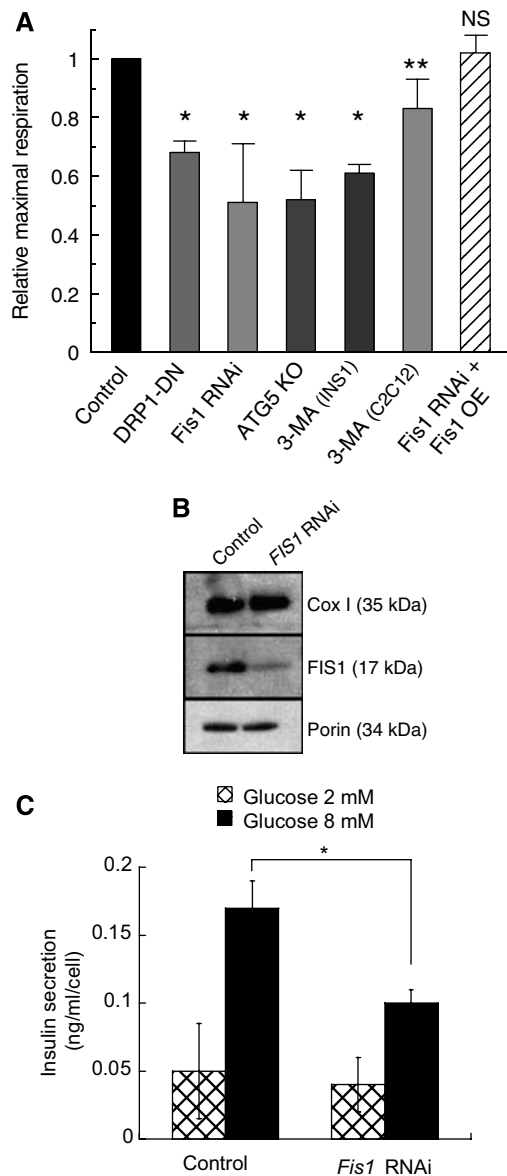 A
NS
1
**
* * * *
0.8
0.6
0.4
0.2
0
Relative maximal respiration
Control
DRP1-DN
Fis1 RNAi
ATG5 KO
3-MA (INS1)
3-MA (C2C12)
Fis1 RNAi +
Fis1 OE
B
Control
FIS1 RNAi
Cox I (35 kDa)
FIS1 (17 kDa)
Porin (34 kDa)
C
Glucose 2 mM
Glucose 8 mM
*
0.2
0.15
0.1
0.05
0
Insulin secretion
(ng/ml/cell)
Control
Fis1 RNAi